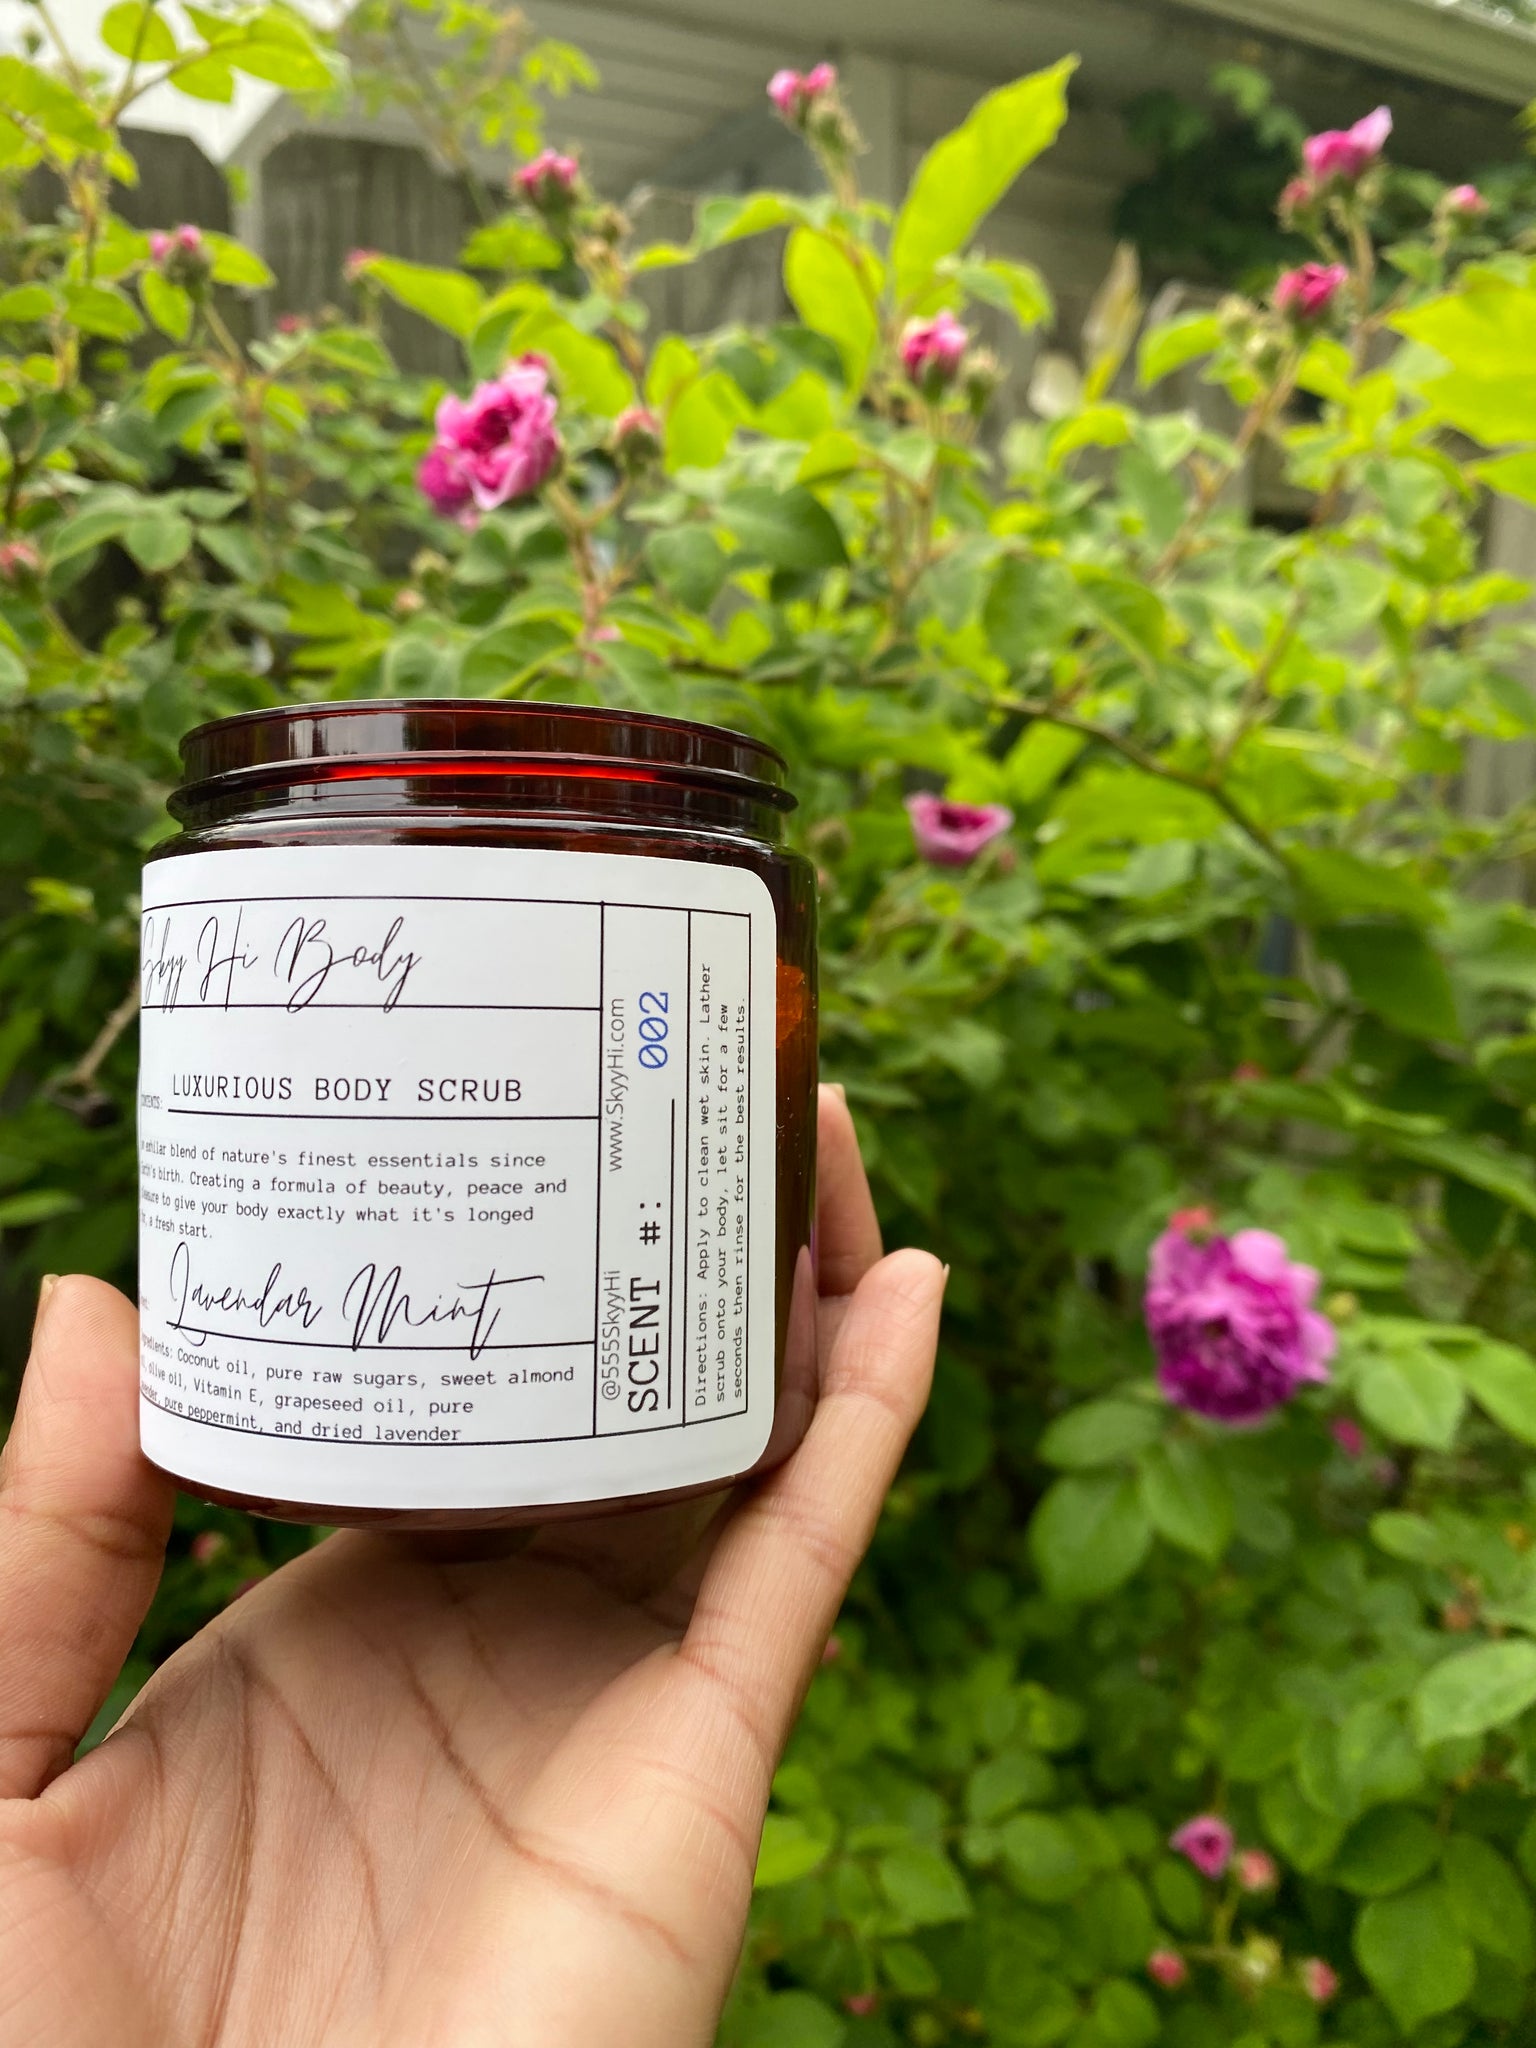 Skyy Hi Body
CONTENTS: LUXURIOUS BODY SCRUB
blend of nature's finest essentials since
birth. Creating a formula of beauty, peace and
to give your body exactly what it's longed
a fresh start.
Lavendar Mint
Ingredients: Coconut oil, pure raw sugars, sweet almond
olive oil, Vitamin E, grapeseed oil, pure
pure peppermint, and dried lavender
@555SkyyHi www.SkyyHi.com
SCENT #: 002
Directions: Apply to clean wet skin. Lather
scrub onto your body, let sit for a few
seconds then rinse for the best results.